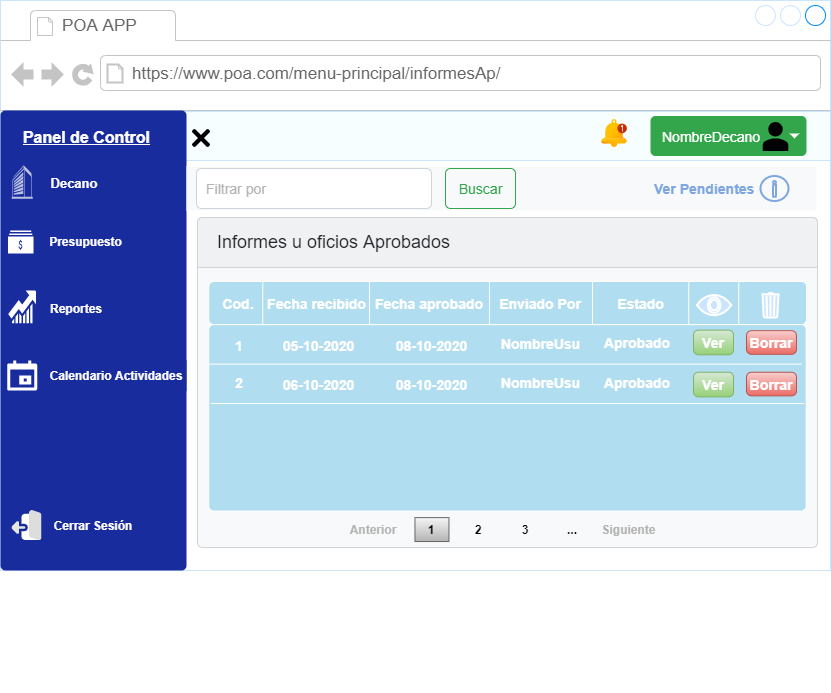 POA APP
https://www.poa.com/menu-principal/informesAp/
Panel de Control
1
NombreDecano
Decano
Filtrar por
Buscar
Ver Pendientes
Presupuesto
$
Informes u oficios Aprobados
Reportes
Calendario Actividades
Cerrar Sesión
Cod. Fecha recibido Fecha aprobado Enviado Por Estado
1 05-10-2020 08-10-2020 NombreUsu Aprobado Ver Borrar
2 06-10-2020 08-10-2020 NombreUsu Aprobado Ver Borrar
Anterior 1 2 3 ... Siguiente